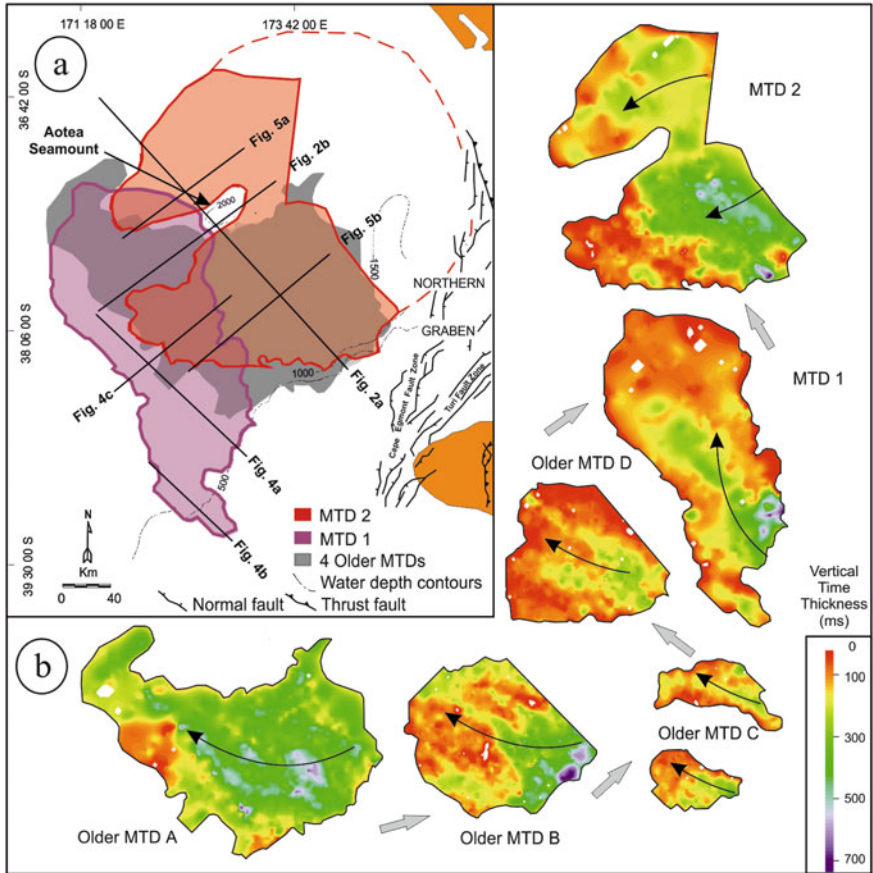 171 18 00 E
173 42 00 E
36 42 00 S
38 06 00 S
39 30 00 S
a
Aotea
Seamount
Fig. 5a
Fig. 2b
2000
Fig. 5b
1500
NORTHERN
GRABEN
1000
Cape Egmont Fault Zone
Turi Fault Zone
Fig. 4c
Fig. 2a
500
Fig. 4a
Fig. 4b
N
Km
0 40
MTD 2
MTD 1
4 Older MTDs
Water depth contours
Normal fault
Thrust fault
MTD 2
MTD 1
Older MTD D
Vertical
Time
Thickness
(ms)
0
100
300
500
700
b
Older MTD A
Older MTD B
Older MTD C